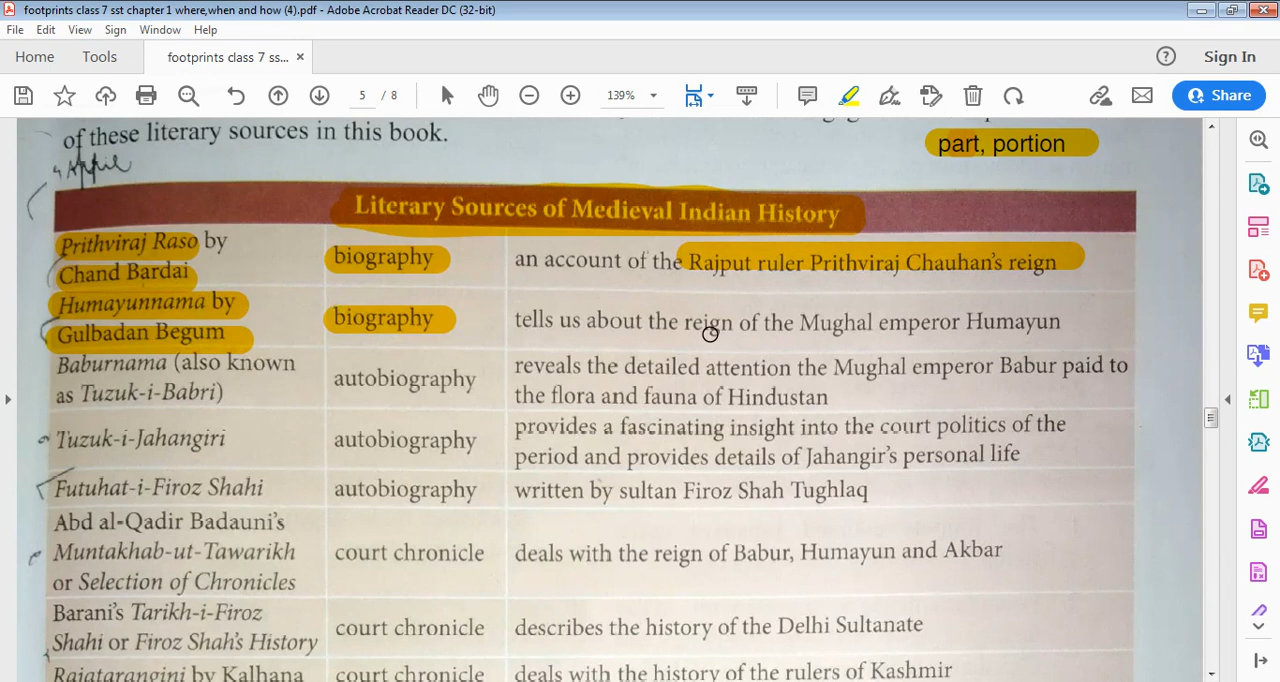 footprints class 7 sst chapter 1 where,when and how (4).pdf - Adobe Acrobat Reader DC (32-bit)
File Edit View Sign Window Help
Home Tools footprints class 7 ss... ×
? Sign In
5 / 8 139% Share
of these literary sources in this book.
part, portion
4 April
Literary Sources of Medieval Indian History
Prithviraj Raso by
Chand Bardai
biography
an account of the Rajput ruler Prithviraj Chauhan's reign
Humayunnama by
Gulbadan Begum
biography
tells us about the reign of the Mughal emperor Humayun
Baburnama (also known
as Tuzuk-i-Babri)
autobiography
reveals the detailed attention the Mughal emperor Babur paid to
the flora and fauna of Hindustan
Tuzuk-i-Jahangiri
autobiography
provides a fascinating insight into the court politics of the
period and provides details of Jahangir's personal life
Futuhat-i-Firoz Shahi
autobiography
written by sultan Firoz Shah Tughlaq
Abd al-Qadir Badauni's
Muntakhab-ut-Tawarikh
or Selection of Chronicles
court chronicle
deals with the reign of Babur, Humayun and Akbar
Barani's Tarikh-i-Firoz
Shahi or Firoz Shah's History
court chronicle
describes the history of the Delhi Sultanate
Rajatarangini by Kalhana
court chronicle
deals with the history of the rulers of Kashmir